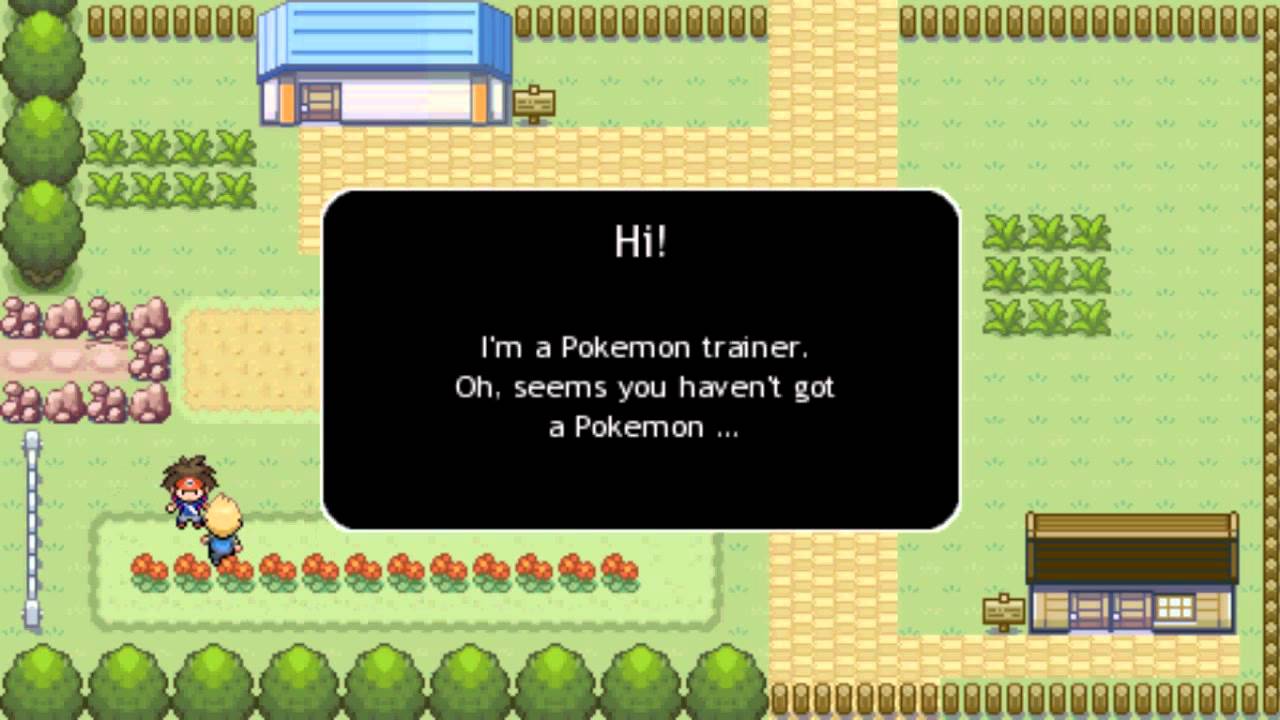 Hi!
I'm a Pokemon trainer.
Oh, seems you haven't got
a Pokemon ...